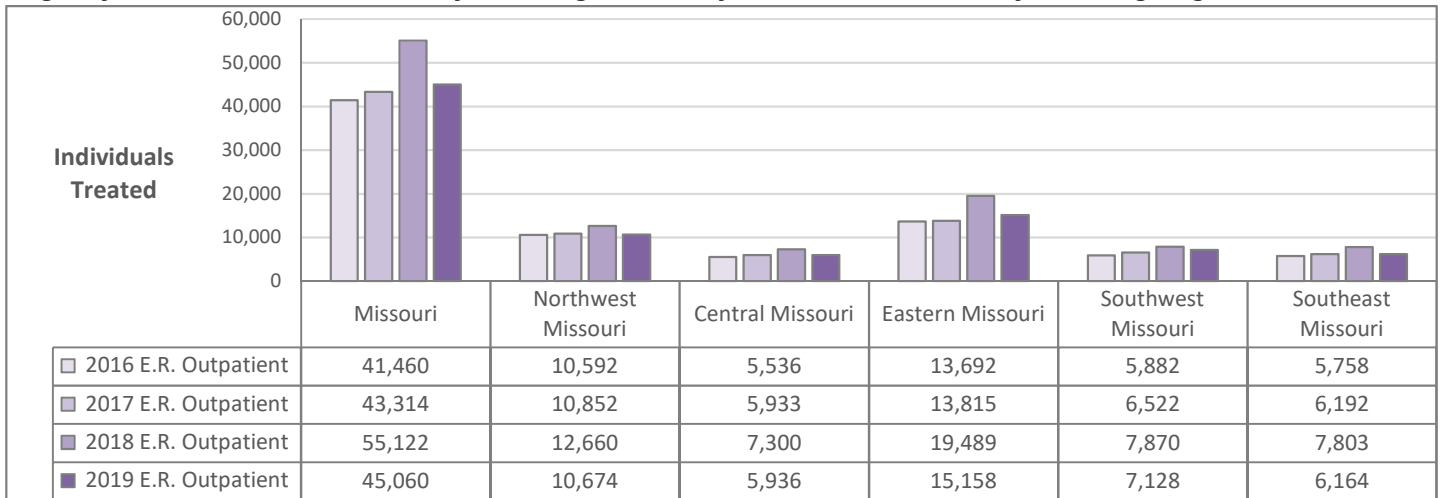 60,000
50,000
40,000
30,000
20,000
10,000
0
Individuals
Treated
Missouri
Northwest
Missouri
Central Missouri
Eastern Missouri
Southwest
Missouri
Southeast
Missouri
2016 E.R. Outpatient 41,460 10,592 5,536 13,692 5,882 5,758
2017 E.R. Outpatient 43,314 10,852 5,933 13,815 6,522 6,192
2018 E.R. Outpatient 55,122 12,660 7,300 19,489 7,870 7,803
2019 E.R. Outpatient 45,060 10,674 5,936 15,158 7,128 6,164